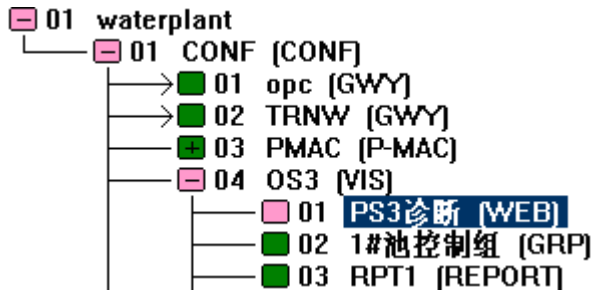 01 waterplant
01 CONF (CONF)
01 opc (GWY)
02 TRNW (GWY)
03 PMAC (P-MAC)
04 OS3 (VIS)
01 PS3诊断 (WEB)
02 1#池控制组 (GRP)
03 RPT1 (REPORT)